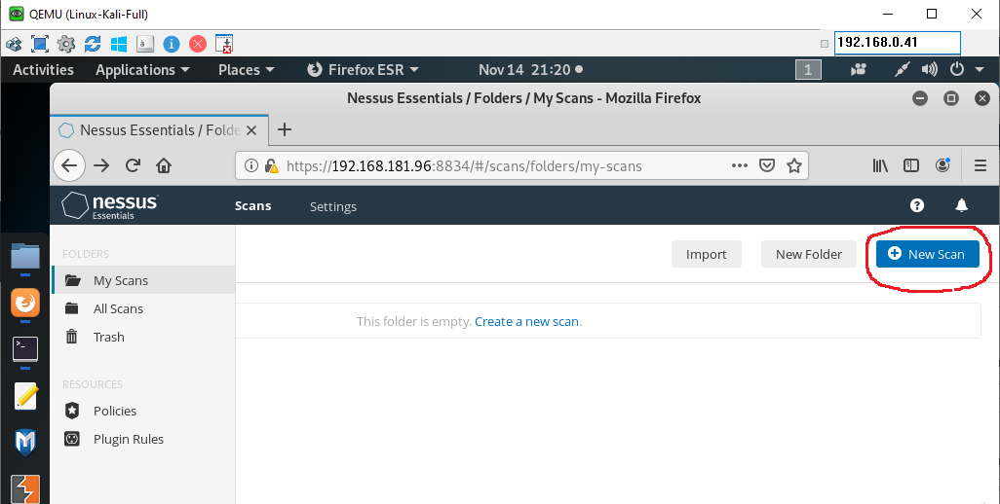 QEMU (Linux-Kali-Full)
192.168.0.41
Activities Applications Places Firefox ESR Nov 14 21:20 1
Nessus Essentials / Folders / My Scans - Mozilla Firefox
Nessus Essentials / Folde
https://192.168.181.96:8834/#/scans/folders/my-scans
nessus Scans Settings
Essentials
FOLDERS
Import New Folder New Scan
My Scans
All Scans
This folder is empty. Create a new scan.
Trash
RESOURCES
Policies
Plugin Rules